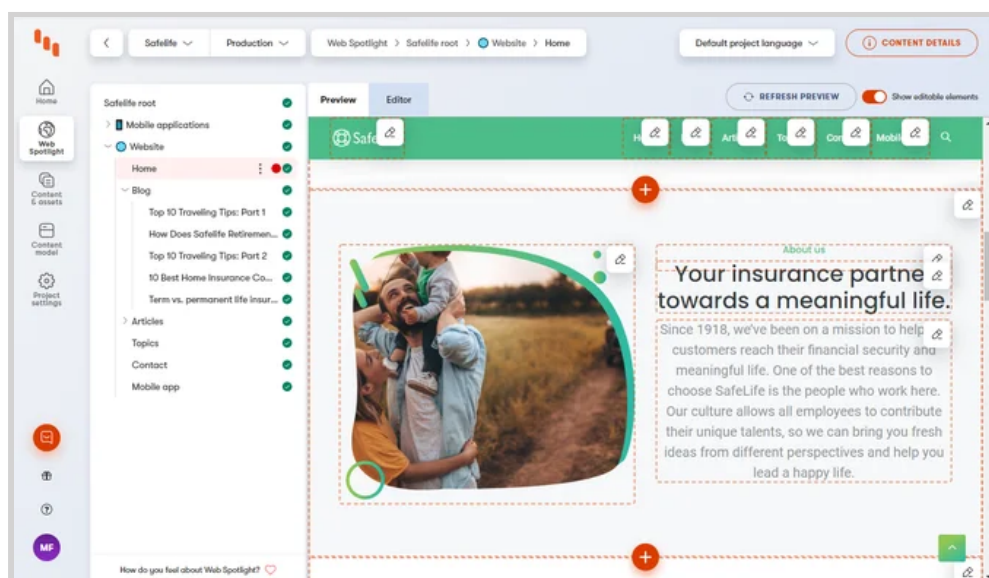 Safelife
Production
Web Spotlight > Safelife root > Website > Home
Default project language
CONTENT DETAILS
Home
Web
Spotlight
Content
& assets
Content
model
Project
settings
MF
Safelife root
Mobile applications
Website
Home
Blog
Top 10 Traveling Tips: Part 1
How Does Safelife Retiremen...
Top 10 Traveling Tips: Part 2
10 Best Home Insurance Co...
Term vs. permanent life insur...
Articles
Topics
Contact
Mobile app
How do you feel about Web Spotlight?
Preview
Editor
REFRESH PREVIEW
Show editable elements
About us
Your insurance partne
towards a meaningful life.
Since 1918, we've been on a mission to help
customers reach their financial security and
meaningful life. One of the best reasons to
choose SafeLife is the people who work here.
Our culture allows all employees to contribute
their unique talents, so we can bring you fresh
ideas from different perspectives and help you
lead a happy life.